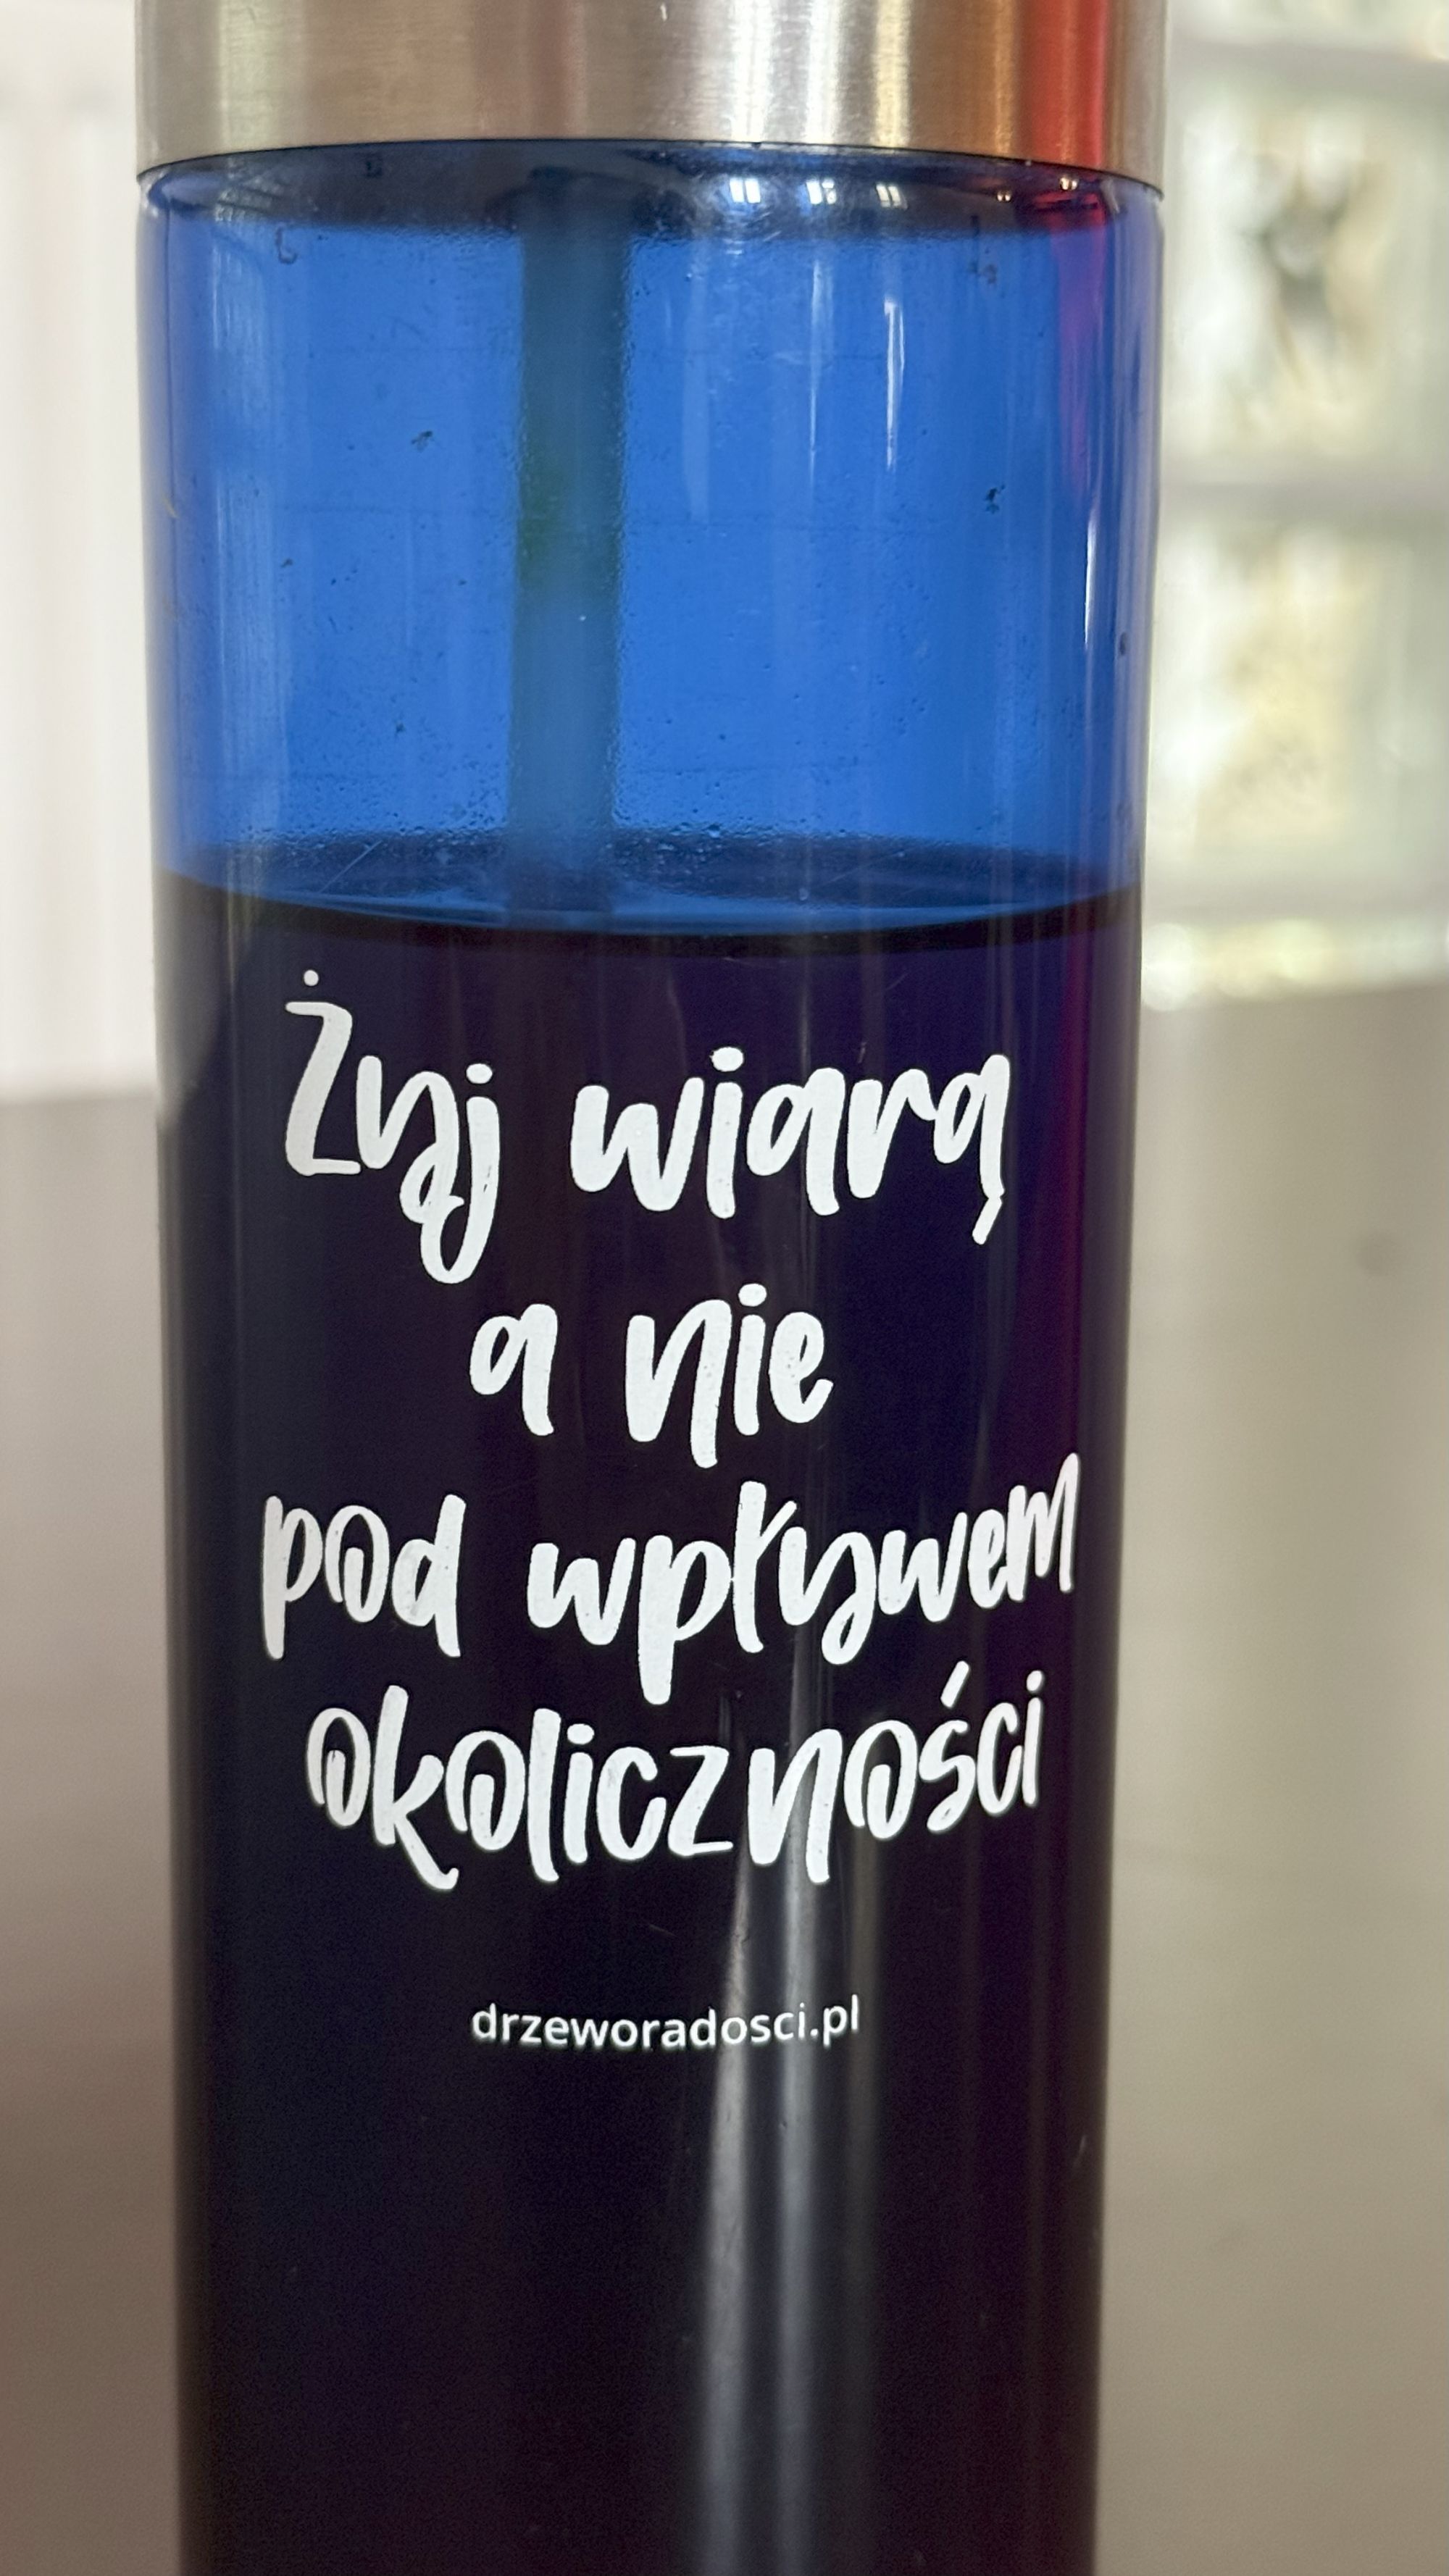 Żyj wiarą
a nie
pod wpływem
okoliczności
drzeworadosci.pl